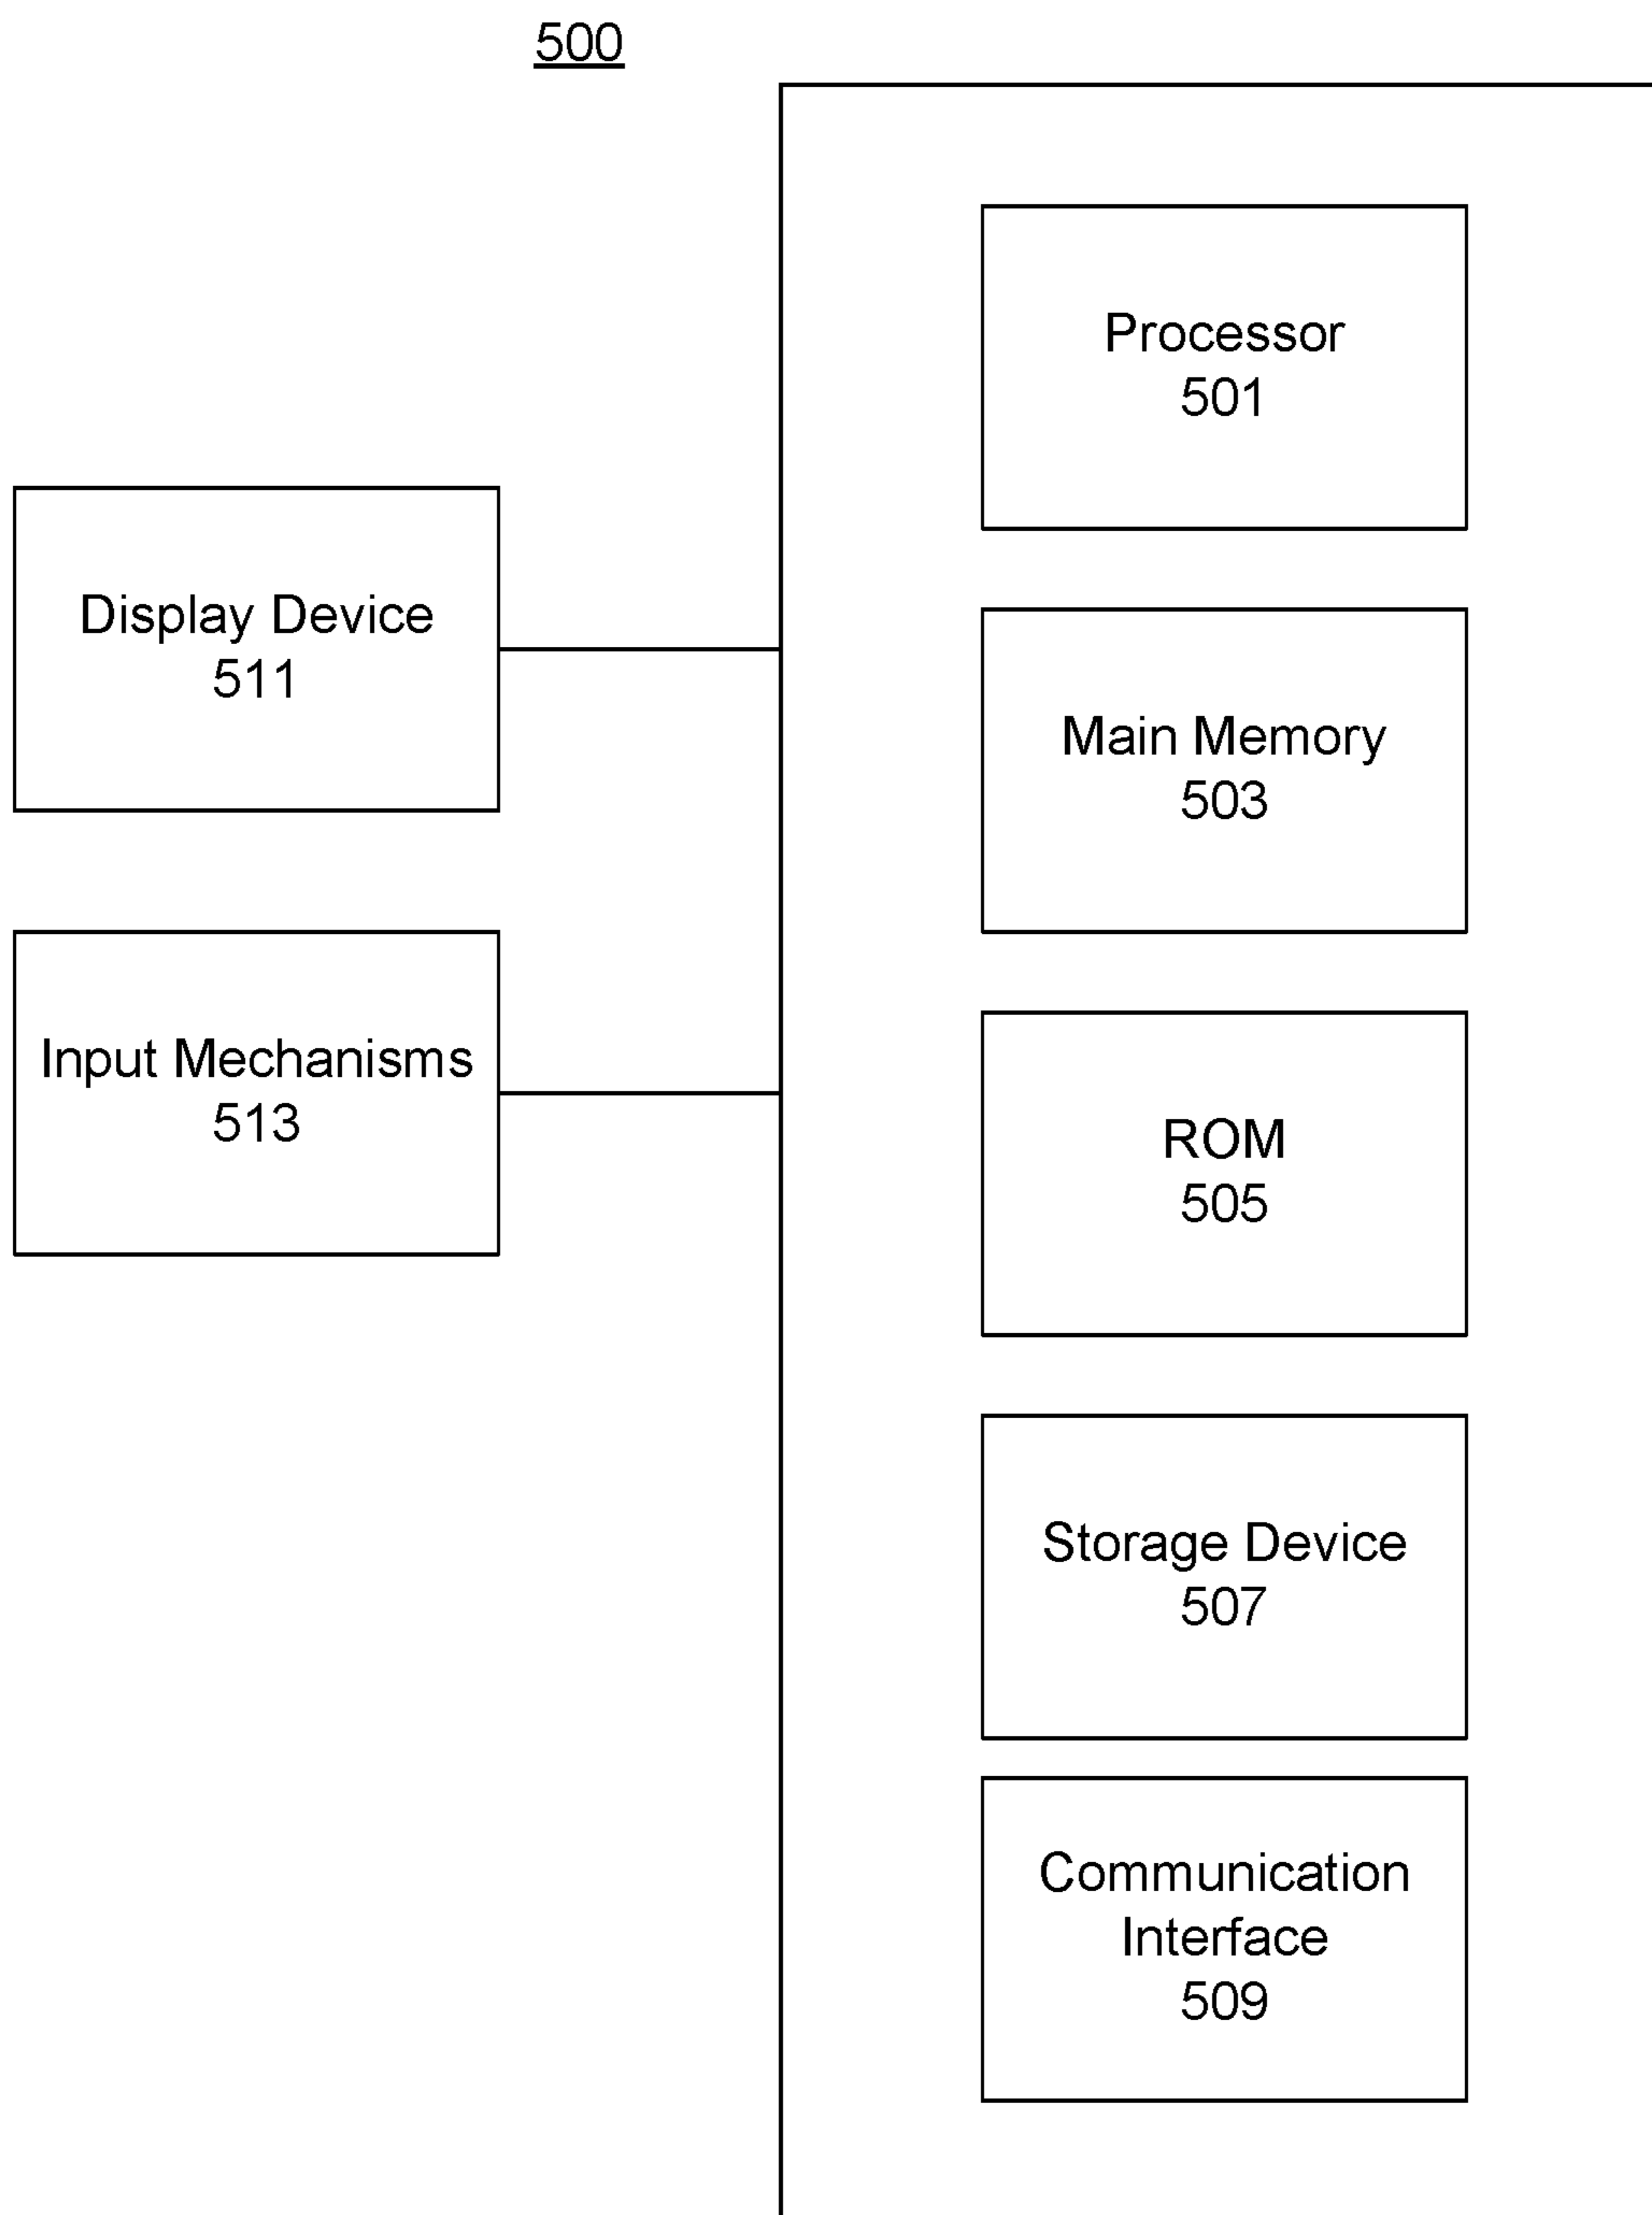 500
Processor
501
Display Device
511
Main Memory
503
Input Mechanisms
513
ROM
505
Storage Device
507
Communication
Interface
509